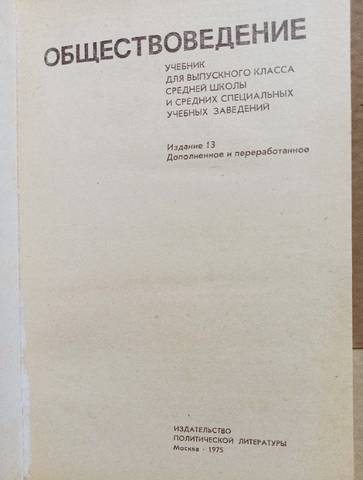 ОБЩЕСТВОВЕДЕНИЕ
УЧЕБНИК
ДЛЯ ВЫПУСКНОГО КЛАССА
СРЕДНЕЙ ШКОЛЫ
И СРЕДНИХ СПЕЦИАЛЬНЫХ
УЧЕБНЫХ ЗАВЕДЕНИЙ
Издание 13
Дополненное и переработанное
ИЗДАТЕЛЬСТВО
ПОЛИТИЧЕСКОЙ ЛИТЕРАТУРЫ
Москва · 1975